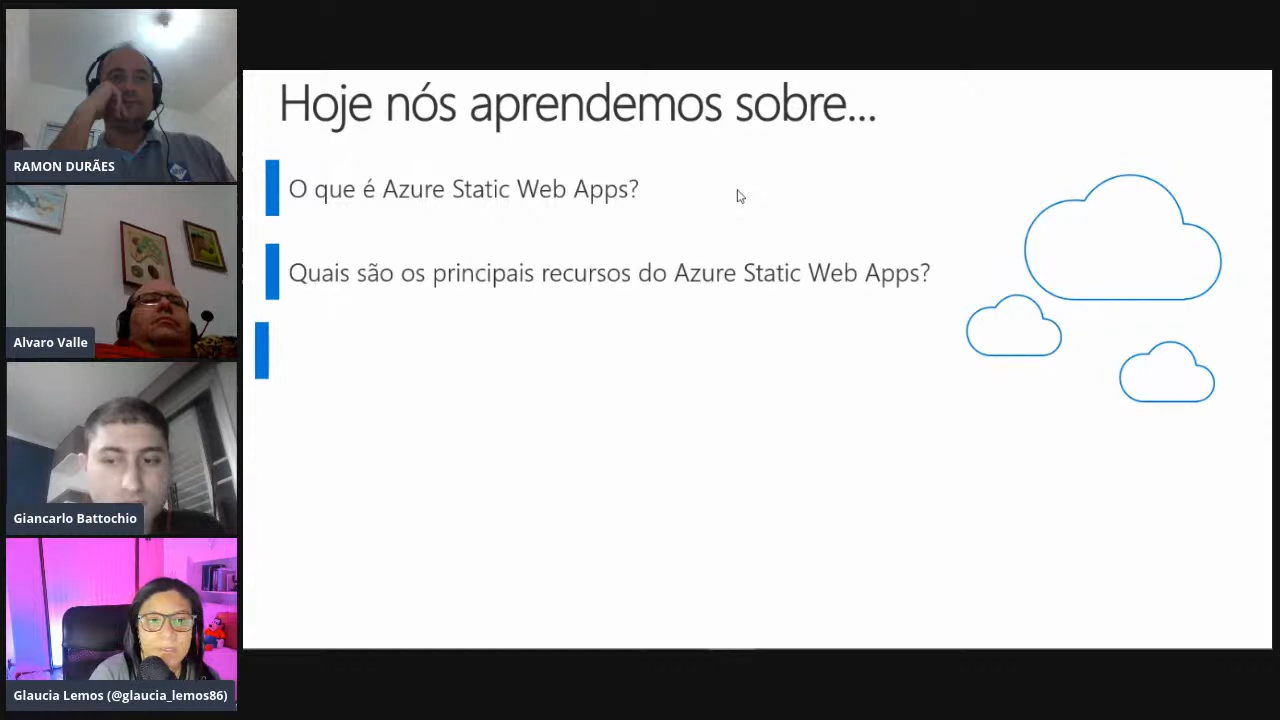 RAMON DURÃES
Alvaro Valle
Giancarlo Battochio
Glaucia Lemos (@glaucia_lemos86)
Hoje nós aprendemos sobre...
O que é Azure Static Web Apps?
Quais são os principais recursos do Azure Static Web Apps?